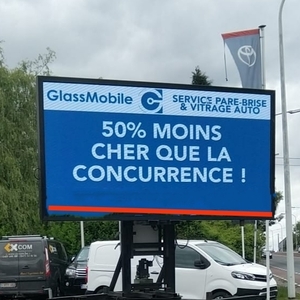 GlassMobile
SERVICE PARE-BRISE
& VITRAGE AUTO
50% MOINS
CHER QUE LA
CONCURRENCE !
COM